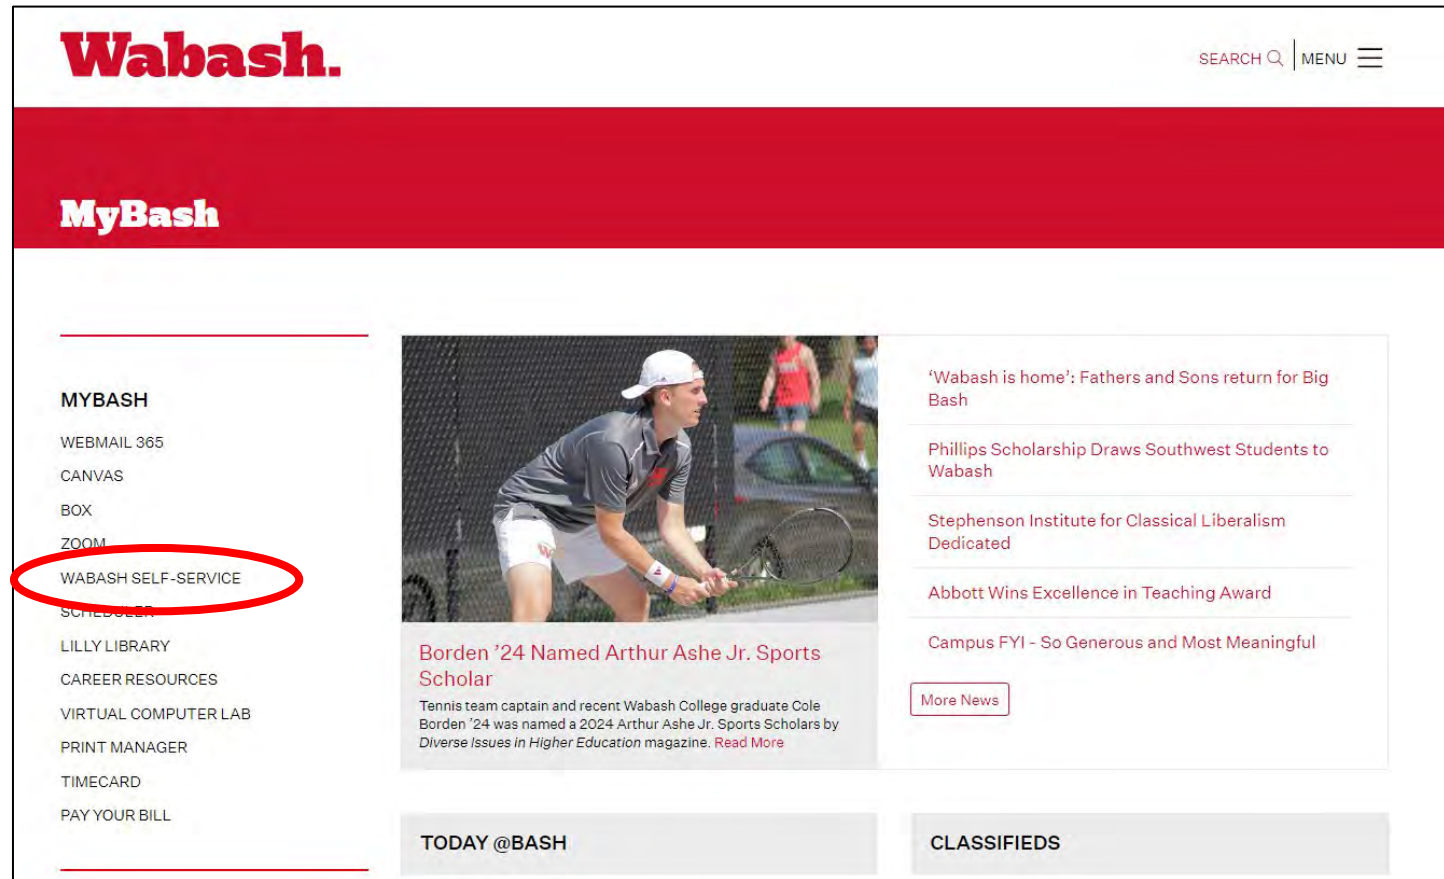 Wabash.
SEARCH
MENU
MyBash
MYBASH
WEBMAIL 365
CANVAS
BOX
ZOOM
WABASH SELF-SERVICE
SCHEDULER
LILLY LIBRARY
CAREER RESOURCES
VIRTUAL COMPUTER LAB
PRINT MANAGER
TIMECARD
PAY YOUR BILL
Borden ’24 Named Arthur Ashe Jr. Sports
Scholar
Tennis team captain and recent Wabash College graduate Cole
Borden ’24 was named a 2024 Arthur Ashe Jr. Sports Scholars by
Diverse Issues in Higher Education magazine. Read More
‘Wabash is home’: Fathers and Sons return for Big
Bash
Phillips Scholarship Draws Southwest Students to
Wabash
Stephenson Institute for Classical Liberalism
Dedicated
Abbott Wins Excellence in Teaching Award
Campus FYI - So Generous and Most Meaningful
More News
TODAY @BASH
CLASSIFIEDS